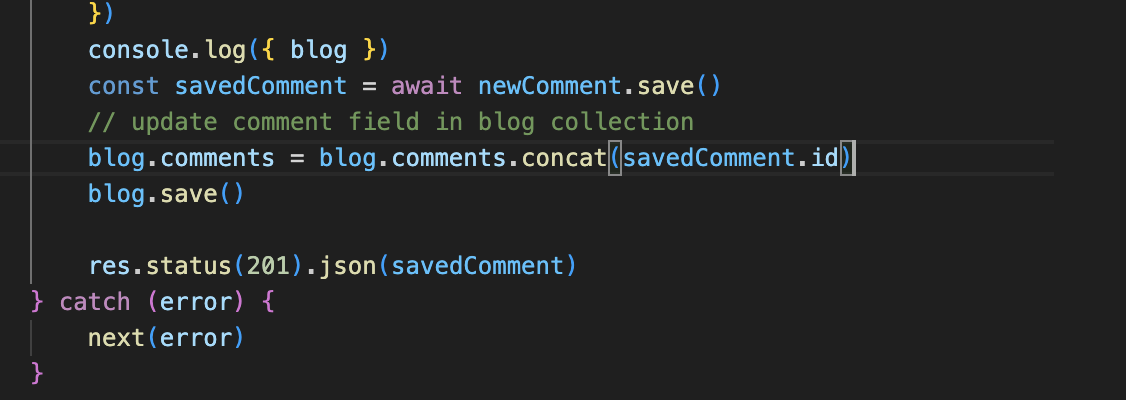 })
console.log({ blog })
const savedComment = await newComment.save()
// update comment field in blog collection
blog.comments = blog.comments.concat(savedComment.id)
blog.save()
res.status(201).json(savedComment)
} catch (error) {
next(error)
}